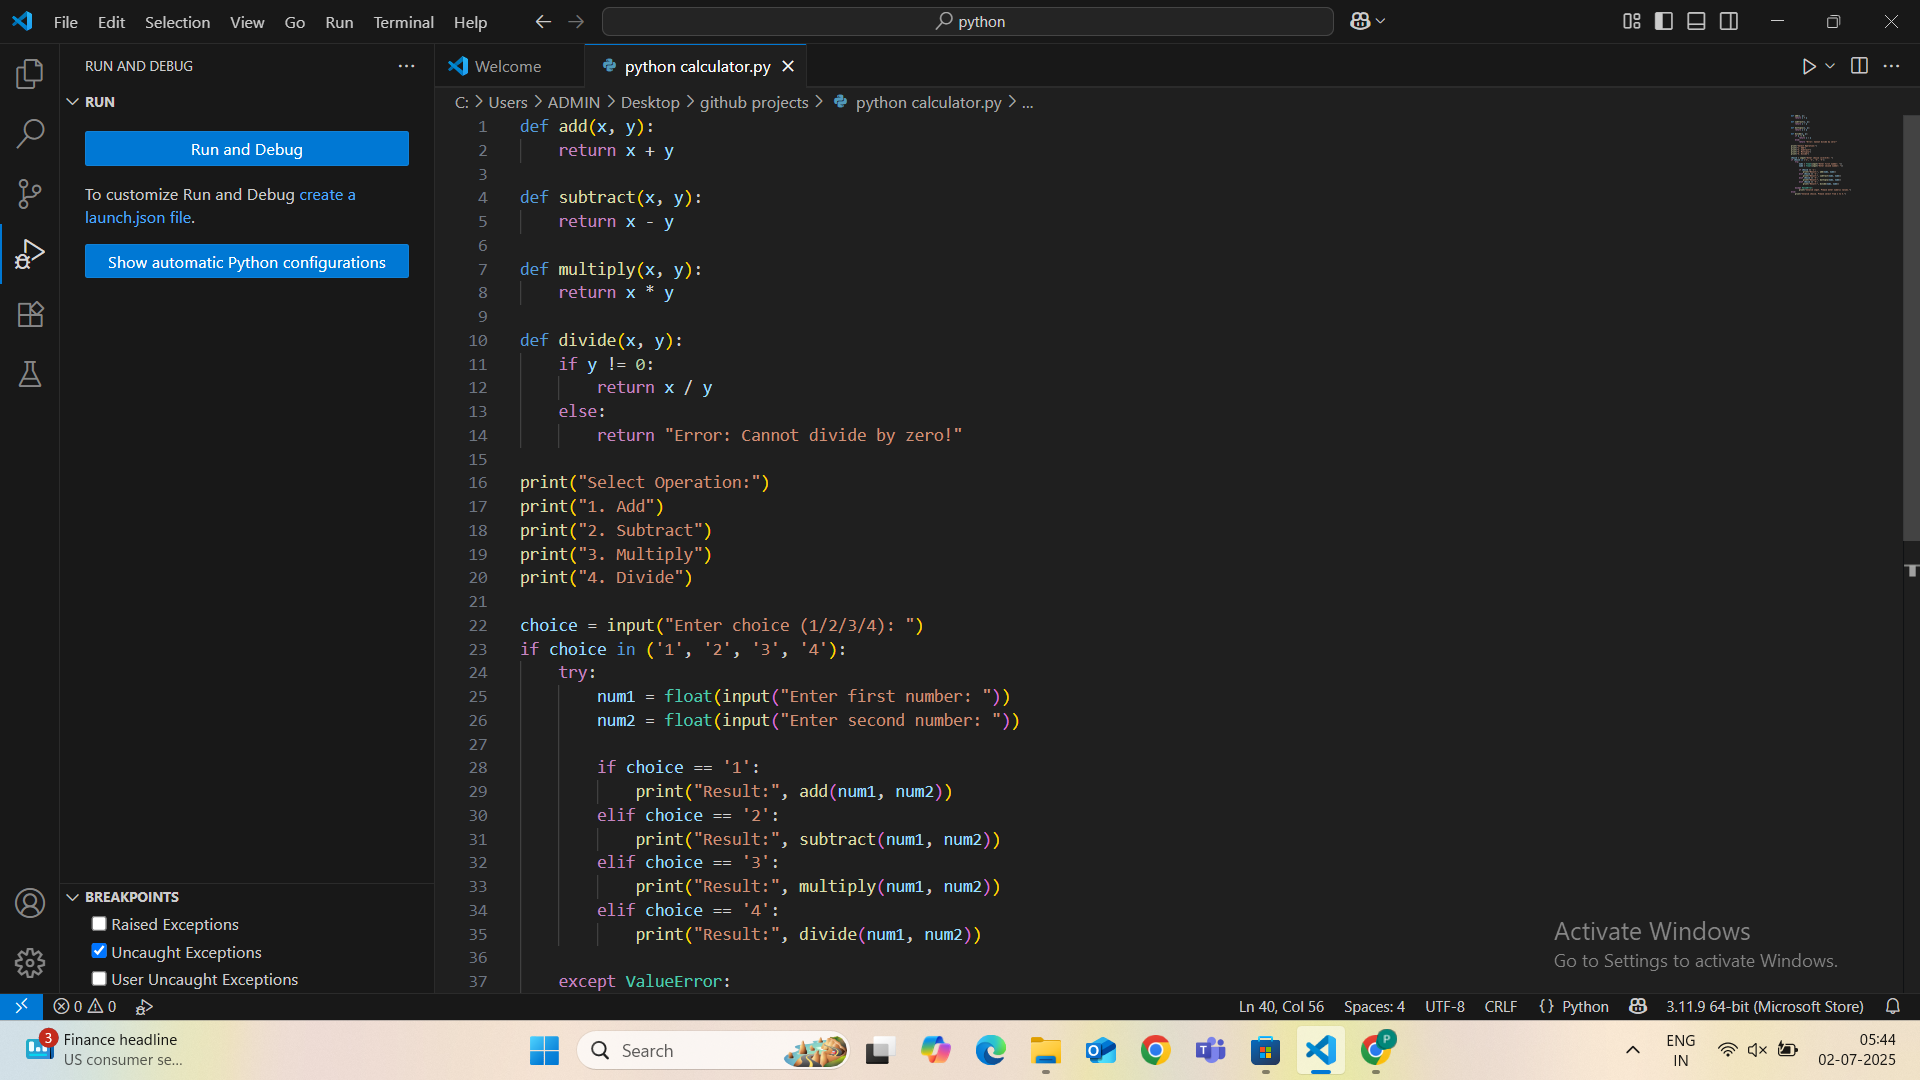 File Edit Selection View Go Run Terminal Help
python
RUN AND DEBUG
RUN
Run and Debug
To customize Run and Debug create a
launch.json file.
Show automatic Python configurations
BREAKPOINTS
Raised Exceptions
Uncaught Exceptions
User Uncaught Exceptions
Welcome
python calculator.py
C: > Users > ADMIN > Desktop > github projects > python calculator.py > ...
1 def add(x, y):
2     return x + y
3
4 def subtract(x, y):
5     return x - y
6
7 def multiply(x, y):
8     return x * y
9
10 def divide(x, y):
11     if y != 0:
12         return x / y
13     else:
14         return "Error: Cannot divide by zero!"
15
16 print("Select Operation:")
17 print("1. Add")
18 print("2. Subtract")
19 print("3. Multiply")
20 print("4. Divide")
21
22 choice = input("Enter choice (1/2/3/4): ")
23 if choice in ('1', '2', '3', '4'):
24     try:
25         num1 = float(input("Enter first number: "))
26         num2 = float(input("Enter second number: "))
27
28         if choice == '1':
29             print("Result:", add(num1, num2))
30         elif choice == '2':
31             print("Result:", subtract(num1, num2))
32         elif choice == '3':
33             print("Result:", multiply(num1, num2))
34         elif choice == '4':
35             print("Result:", divide(num1, num2))
36
37     except ValueError:
Activate Windows
Go to Settings to activate Windows.
0 0
Ln 40, Col 56 Spaces: 4 UTF-8 CRLF {} Python 3.11.9 64-bit (Microsoft Store)
3
Finance headline
US consumer se...
Search
P
ENG
IN
05:44
02-07-2025